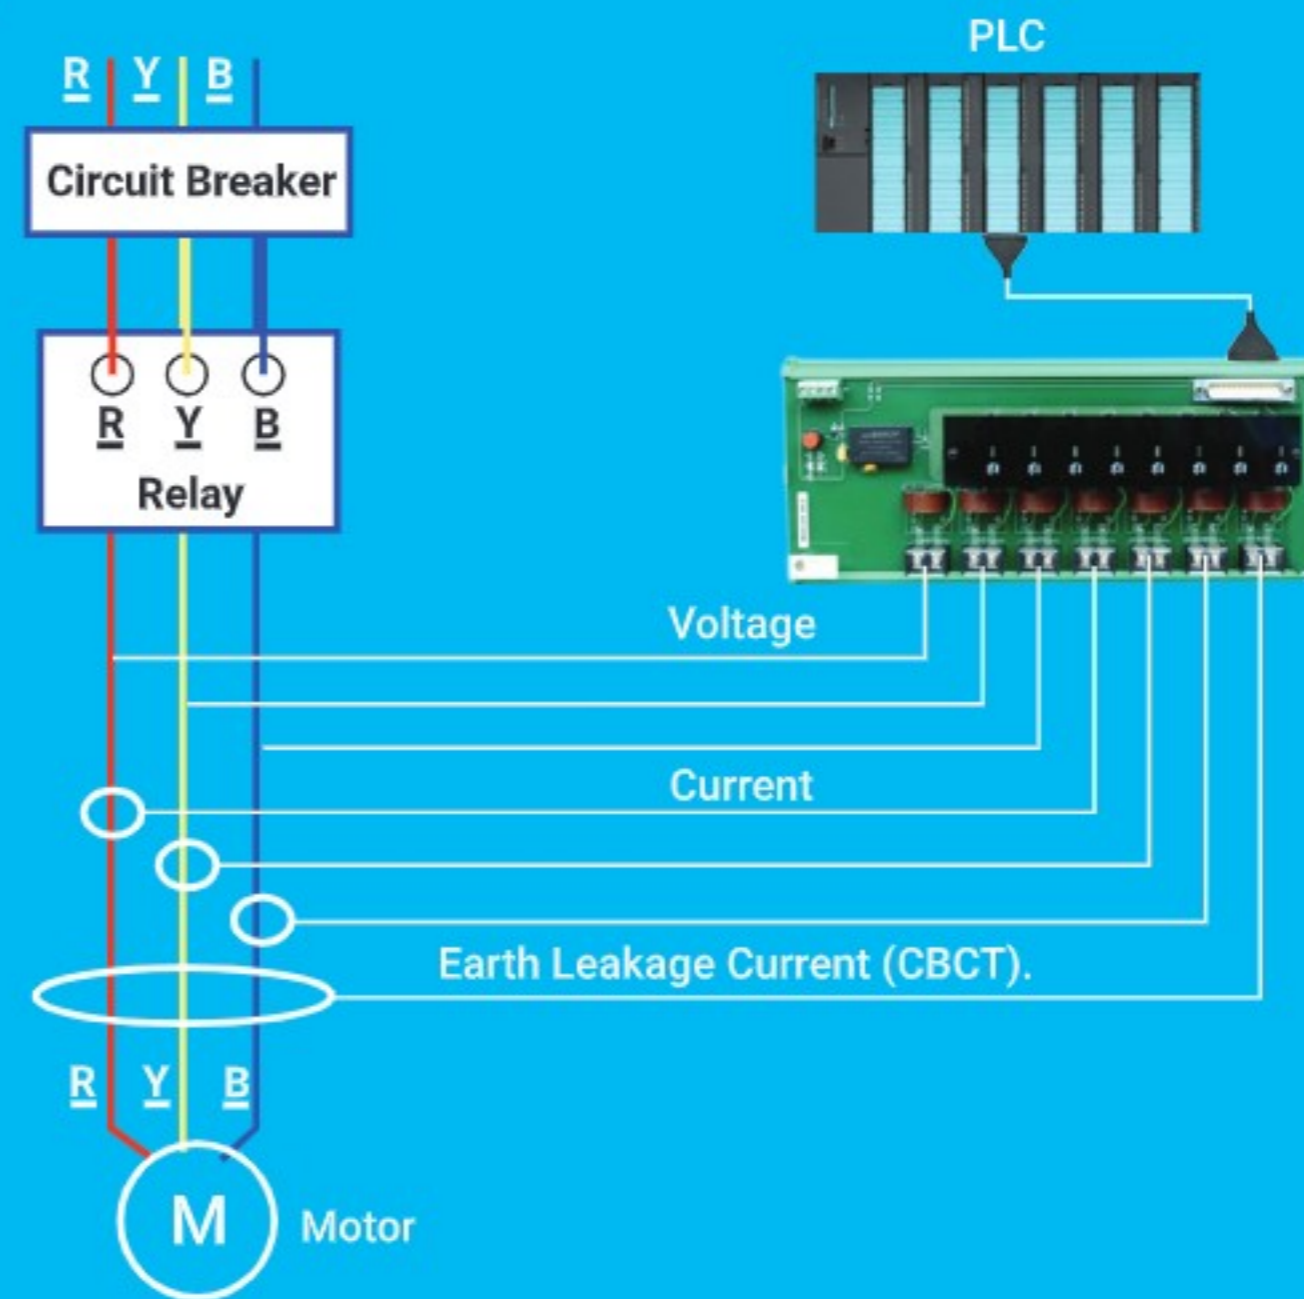 PLC
R Y B
Circuit Breaker
R Y B
Relay
Voltage
Current
Earth Leakage Current (CBCT).
R Y B
M
Motor